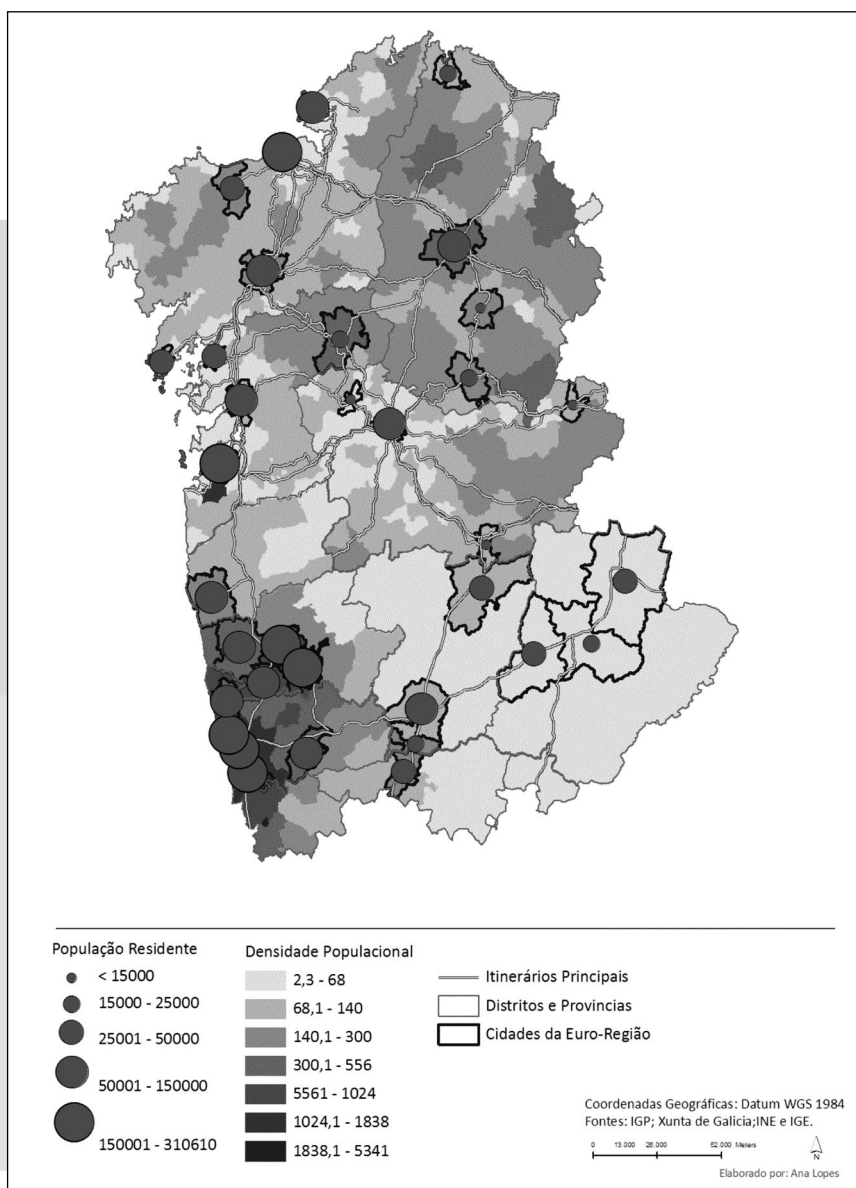 População Residente
< 15000
15000 - 25000
25001 - 50000
50001 - 150000
150001 - 310610
Densidade Populacional
2,3 - 68
68,1 - 140
140,1 - 300
300,1 - 556
5561 - 1024
1024,1 - 1838
1838,1 - 5341
Itinerários Principais
Distritos e Provincias
Cidades da Euro-Região
Coordenadas Geográficas: Datum WGS 1984
Fontes: IGP; Xunta de Galicia;INE e IGE.
0 13.000 26.000 52.000 Meters
N
Elaborado por: Ana Lopes